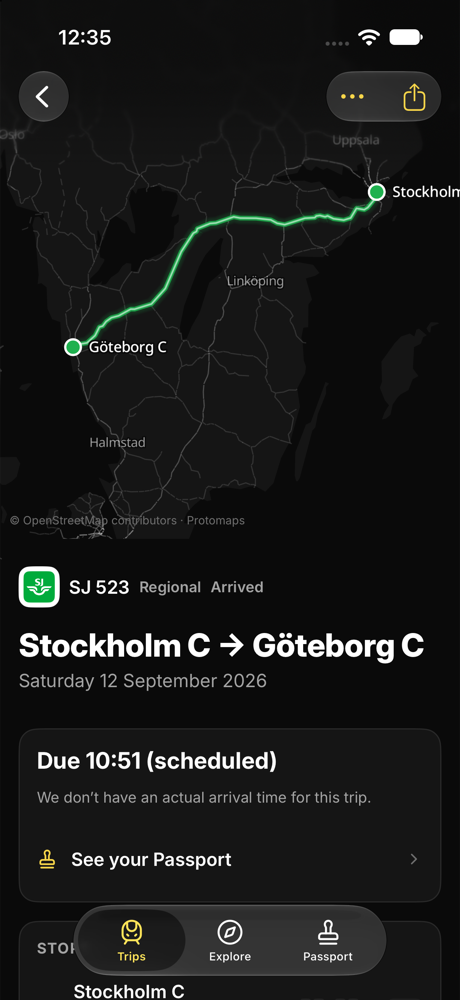 12:35
Oslo
Uppsala
Stockholm
Linköping
Göteborg C
Halmstad
© OpenStreetMap contributors · Protomaps
SJ
SJ 523 Regional Arrived
Stockholm C → Göteborg C
Saturday 12 September 2026
Due 10:51 (scheduled)
We don’t have an actual arrival time for this trip.
See your Passport
Trips
Explore
Passport
Stockholm C